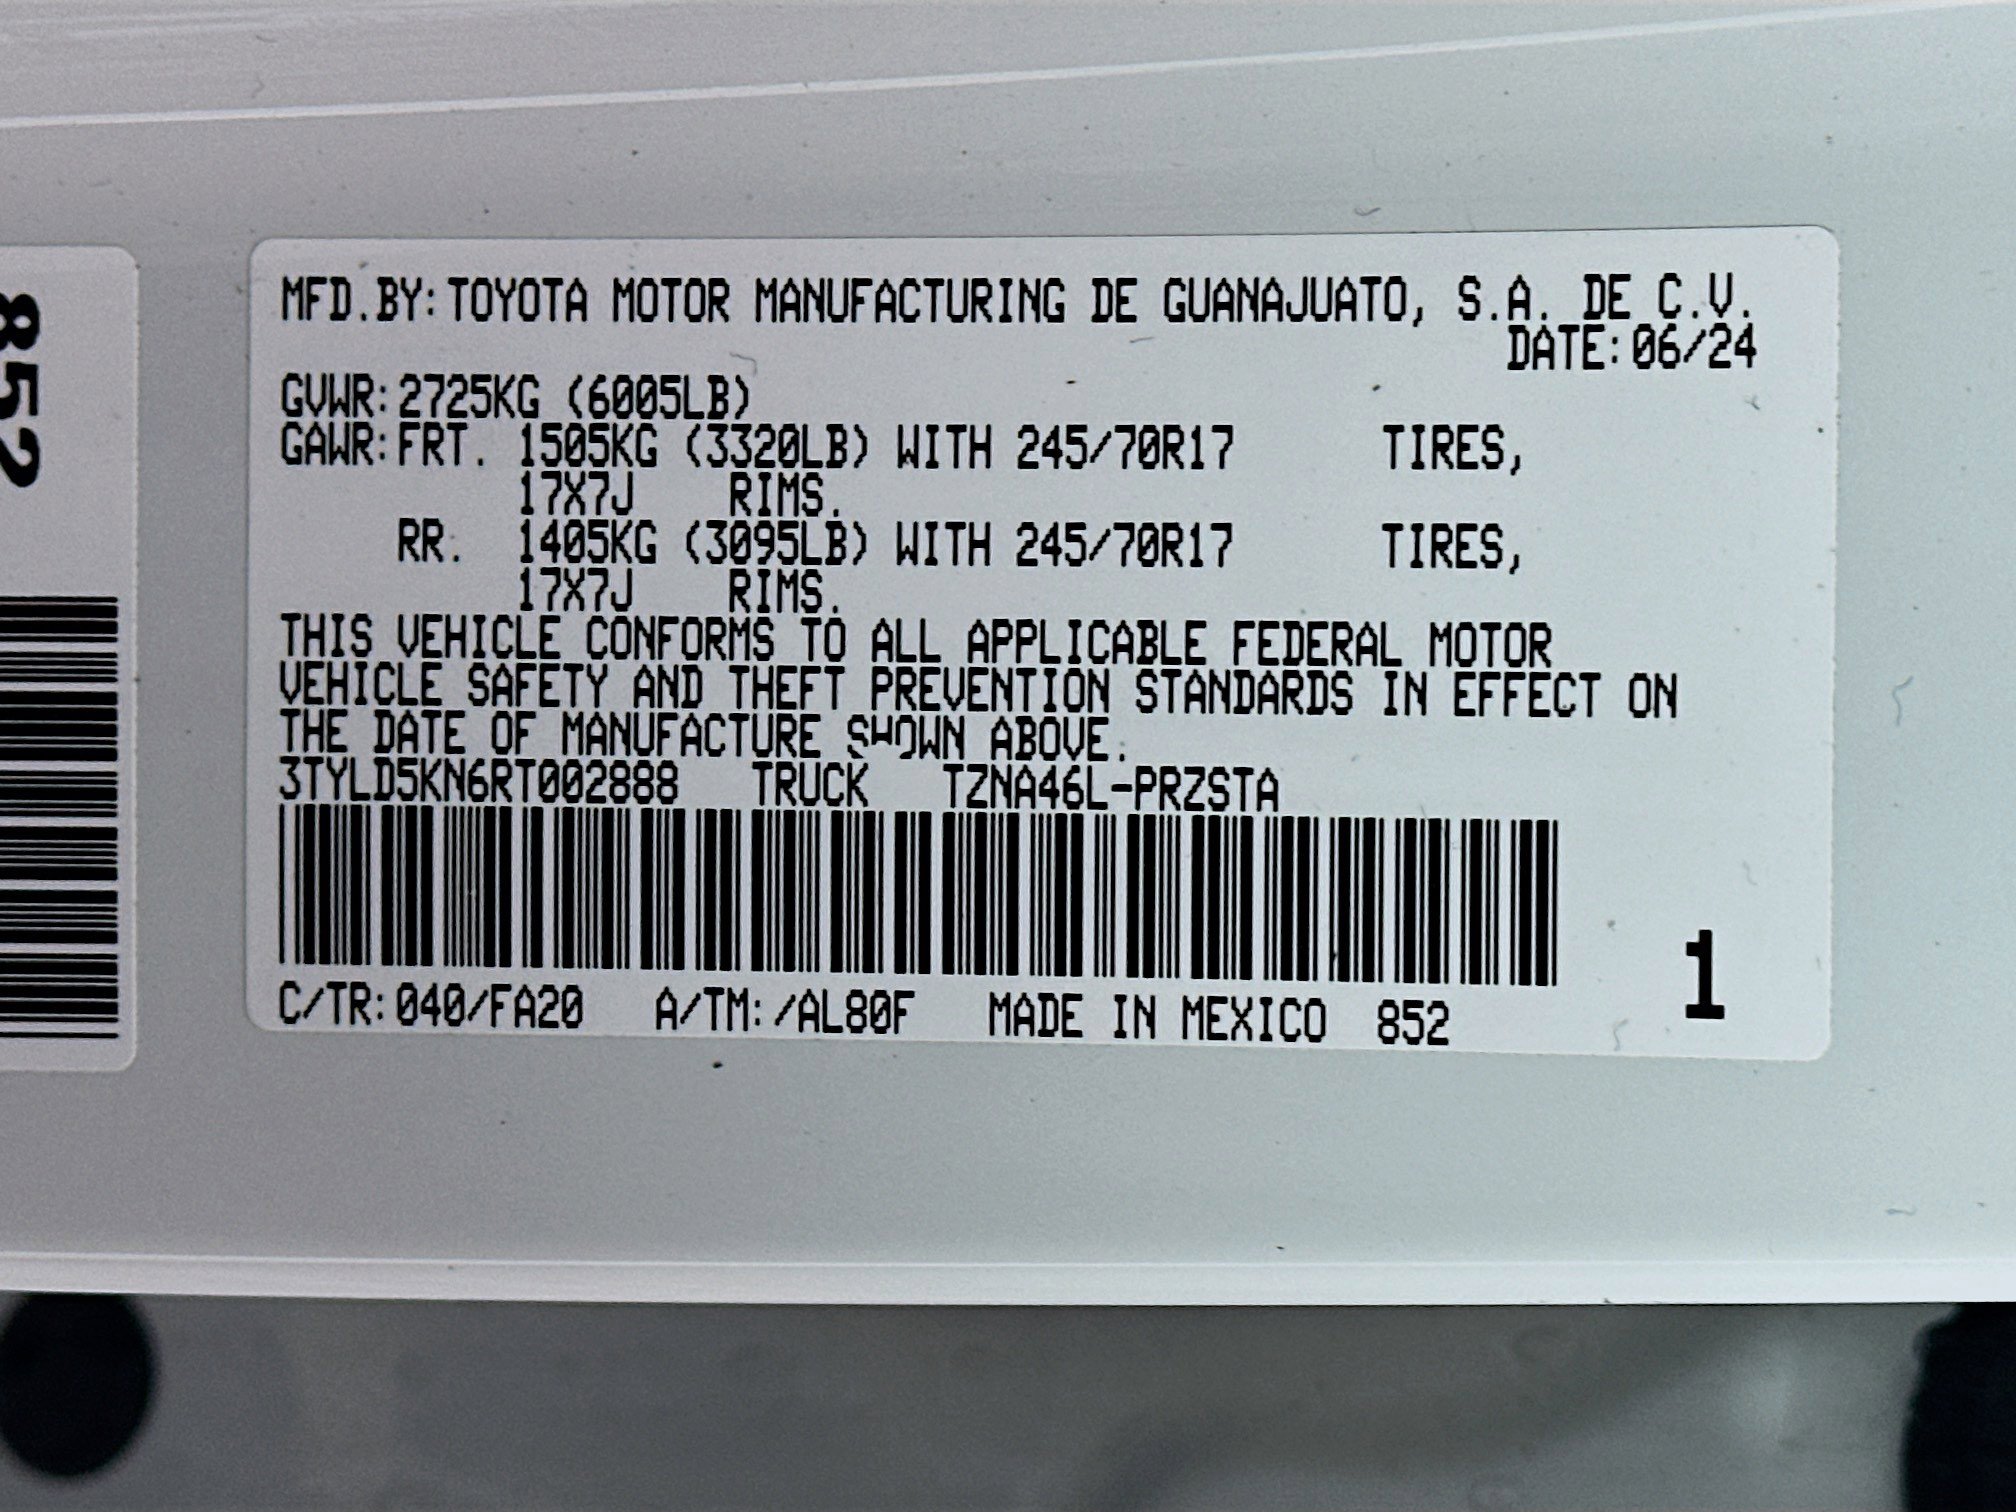 852
MFD.BY:TOYOTA MOTOR MANUFACTURING DE GUANAJUATO, S.A. DE C.V.
DATE:06/24
GVWR:2725KG (6005LB)
GAWR:FRT. 1505KG (3320LB) WITH 245/70R17 TIRES,
17X7J RIMS.
RR. 1405KG (3095LB) WITH 245/70R17 TIRES,
17X7J RIMS.
THIS VEHICLE CONFORMS TO ALL APPLICABLE FEDERAL MOTOR
VEHICLE SAFETY AND THEFT PREVENTION STANDARDS IN EFFECT ON
THE DATE OF MANUFACTURE SHOWN ABOVE.
3TYLD5KN6RT002888 TRUCK TZNA46L-PRZSTA
C/TR:040/FA20 A/TM:/AL80F MADE IN MEXICO 852
1